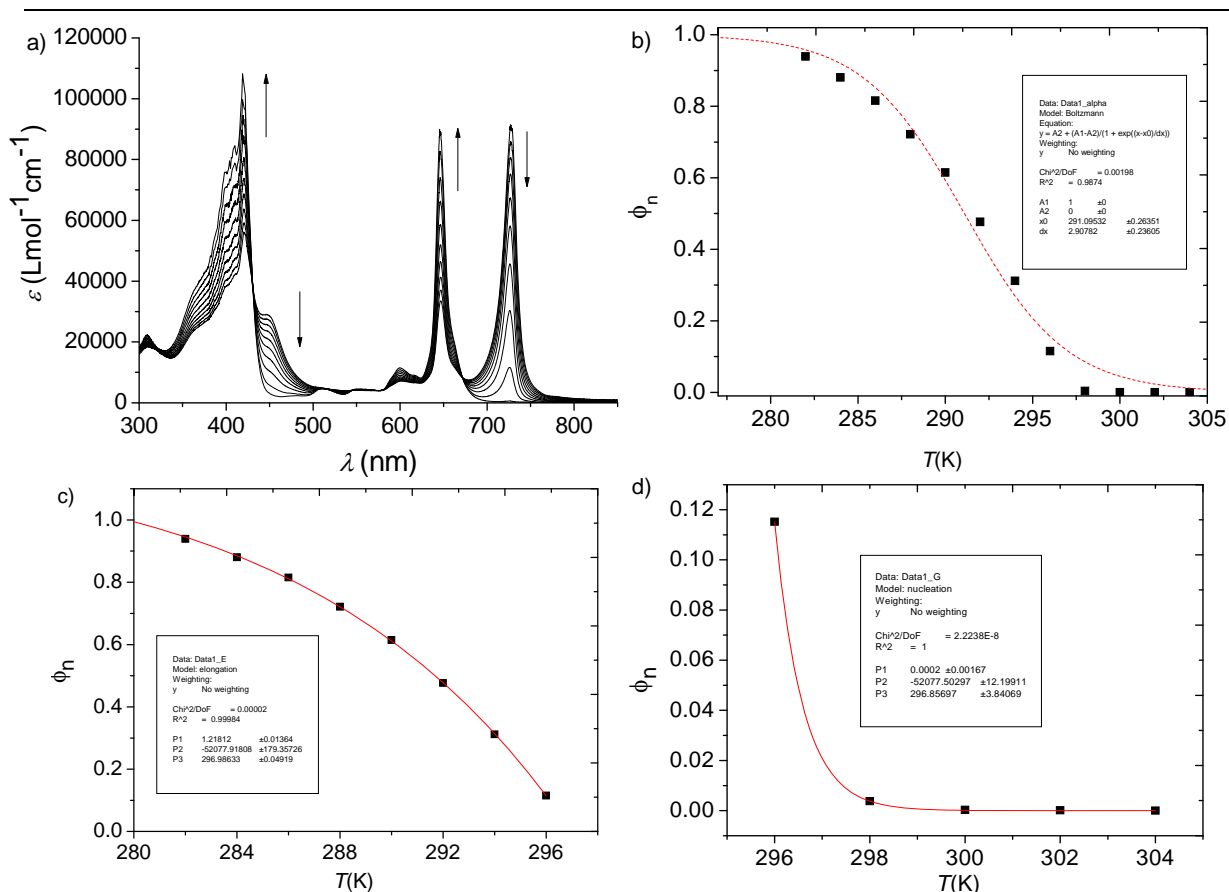 a)
120000
100000
80000
60000
40000
20000
0
ε (Lmol⁻¹cm⁻¹)
300 400 500 600 700 800
λ (nm)
b)
1.0
0.8
0.6
0.4
0.2
0.0
ϕn
Data: Data1_alpha
Model: Boltzmann
Equation:
y = A2 + (A1-A2)/(1 + exp((x-x0)/dx))
Weighting:
y No weighting
Chi^2/DoF = 0.00198
R^2 = 0.9874
A1 1 ±0
A2 0 ±0
x0 291.09532 ±0.26351
dx 2.90782 ±0.23605
280 285 290 295 300 305
T(K)
c)
1.0
0.8
0.6
0.4
0.2
0.0
ϕn
Data: Data1_E
Model: elongation
Weighting:
y No weighting
Chi^2/DoF = 0.00002
R^2 = 0.99984
P1 1.21812 ±0.01364
P2 -52077.91808 ±179.35726
P3 296.98633 ±0.04919
280 284 288 292 296
T(K)
d)
0.12
0.10
0.08
0.06
0.04
0.02
0.00
ϕn
Data: Data1_G
Model: nucleation
Weighting:
y No weighting
Chi^2/DoF = 2.2238E-8
R^2 = 1
P1 0.0002 ±0.00167
P2 -52077.50297 ±12.19911
P3 296.85697 ±3.84069
296 298 300 302 304
T(K)